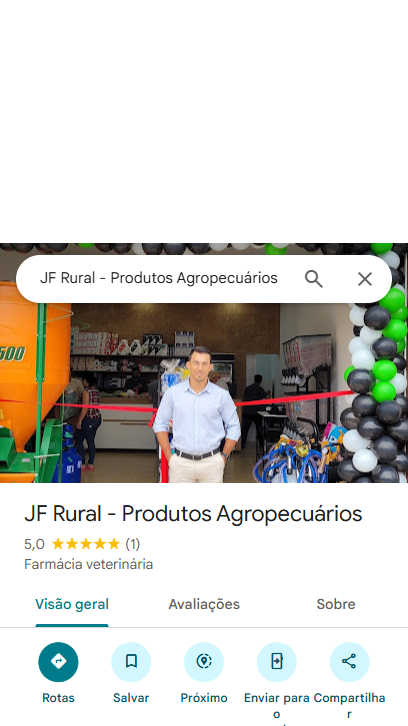 JF Rural - Produtos Agropecuários
500
JF Rural - Produtos Agropecuários
5,0 (1)
Farmácia veterinária
Visão geral Avaliações Sobre
Rotas Salvar Próximo Enviar para o Compartilhar